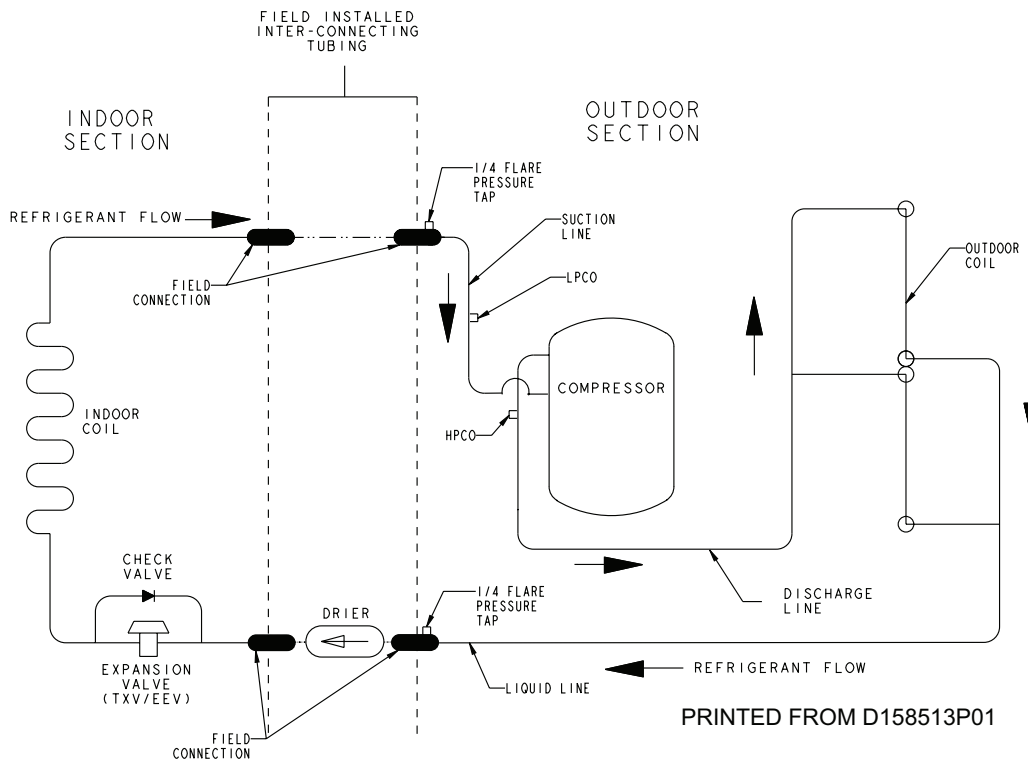 FIELD INSTALLED
INTER-CONNECTING
TUBING
INDOOR
SECTION
OUTDOOR
SECTION
1/4 FLARE
PRESSURE
TAP
REFRIGERANT FLOW
SUCTION
LINE
OUTDOOR
COIL
FIELD
CONNECTION
LPCO
COMPRESSOR
INDOOR
COIL
HPCO
CHECK
VALVE
DRIER
1/4 FLARE
PRESSURE
TAP
DISCHARGE
LINE
EXPANSION
VALVE
(TXV/EEV)
LIQUID LINE
REFRIGERANT FLOW
FIELD
CONNECTION
PRINTED FROM D158513P01